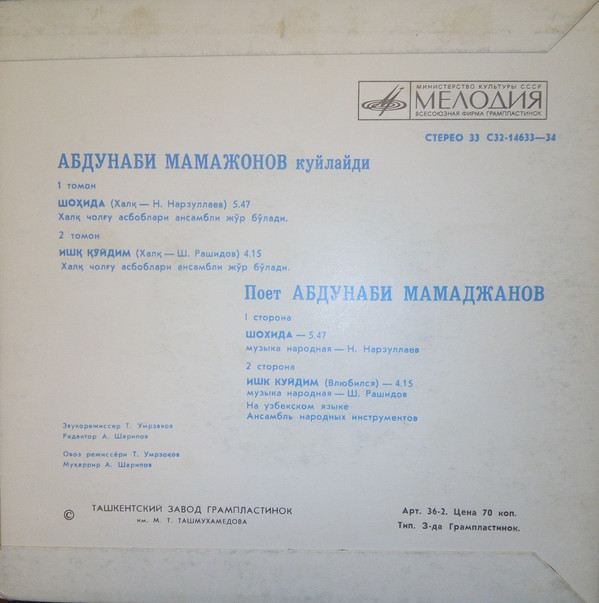 МИНИСТЕРСТВО КУЛЬТУРЫ СССР
МЕЛОДИЯ
ВСЕСОЮЗНАЯ ФИРМА ГРАМПЛАСТИНОК
СТЕРЕО 33 С32-14633—34
АБДУНАБИ МАМАЖОНОВ куйлайди
1 томон
ШОҲИДА (Халқ — Н. Нарзуллаев) 5.47
Халқ чолғу асбоблари ансамбли жўр бўлади.
2 томон
ИШҚ ҚУЙДИМ (Халқ — Ш. Рашидов) 4.15
Халқ чолғу асбоблари ансамбли жўр бўлади.
Поет АБДУНАБИ МАМАДЖАНОВ
I сторона
ШОХИДА — 5.47
музыка народная — Н. Нарзуллаев
2 сторона
ИШК КУЙДИМ (Влюбился) — 4.15
музыка народная — Ш. Рашидов
На узбекском языке
Ансамбль народных инструментов
Звукорежиссер Т. Умрзаков
Редактор А. Шарипов
Овоз режиссёри Т. Умрзоқов
Муҳаррир А. Шарипов
© ТАШКЕНТСКИЙ ЗАВОД ГРАМПЛАСТИНОК
им. М. Т. ТАШМУХАМЕДОВА
Арт. 36-2. Цена 70 коп.
Тип. З-да Грампластинок.